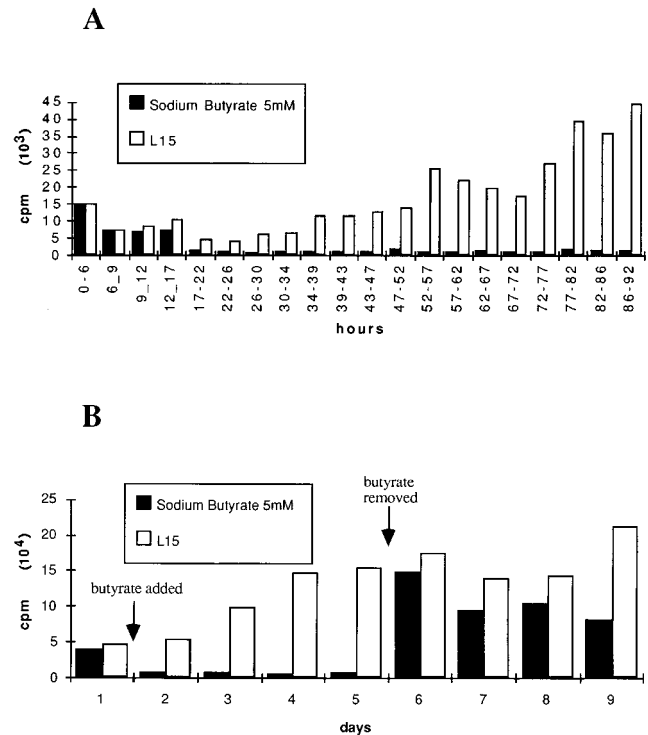 A
Sodium Butyrate 5mM
L15
cpm (10³)
45
35
25
20
15
10
5
0
0-6
6_9
9_12
12_17
17-22
22-26
26-30
30-34
34-39
39-43
43-47
47-52
52-57
57-62
62-67
67-72
72-77
77-82
82-86
86-92
hours
B
Sodium Butyrate 5mM
L15
butyrate
removed
butyrate added
cpm (10⁴)
25
20
15
10
5
0
1 2 3 4 5 6 7 8 9
days